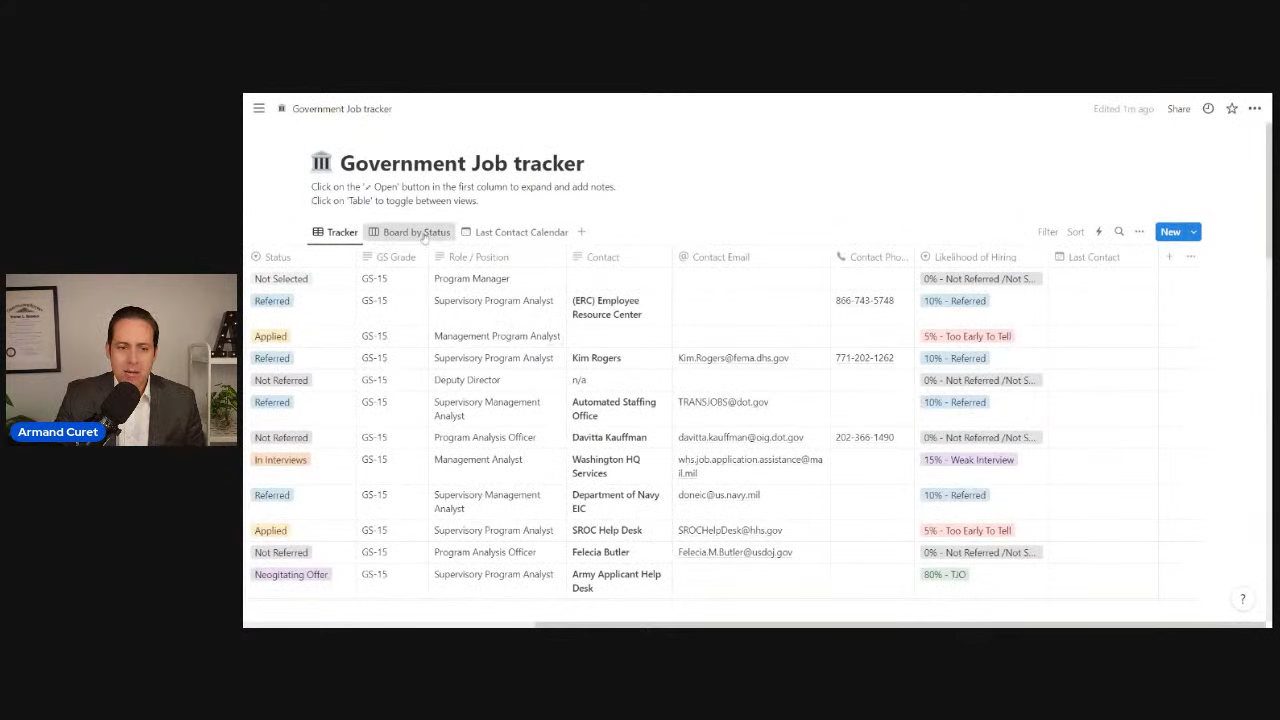 Government Job tracker
Edited 1m ago
Share
Government Job tracker
Click on the '⤢ Open' button in the first column to expand and add notes.
Click on 'Table' to toggle between views.
Tracker
Board by Status
Last Contact Calendar
Filter
Sort
New
Status
GS Grade
Role / Position
Contact
Contact Email
Contact Pho...
Likelihood of Hiring
Last Contact
Not Selected
GS-15
Program Manager
0% - Not Referred /Not S...
Referred
GS-15
Supervisory Program Analyst
(ERC) Employee
Resource Center
866-743-5748
10% - Referred
Applied
GS-15
Management Program Analyst
5% - Too Early To Tell
Referred
GS-15
Supervisory Program Analyst
Kim Rogers
Kim.Rogers@fema.dhs.gov
771-202-1262
10% - Referred
Not Referred
GS-15
Deputy Director
n/a
0% - Not Referred /Not S...
Referred
GS-15
Supervisory Management
Analyst
Automated Staffing
Office
TRANSJOBS@dot.gov
10% - Referred
Not Referred
GS-15
Program Analysis Officer
Davitta Kauffman
davitta.kauffman@oig.dot.gov
202-366-1490
0% - Not Referred /Not S...
In Interviews
GS-15
Management Analyst
Washington HQ
Services
whs.job.application.assistance@ma
il.mil
15% - Weak Interview
Referred
GS-15
Supervisory Management
Analyst
Department of Navy
EIC
doneic@us.navy.mil
10% - Referred
Applied
GS-15
Supervisory Program Analyst
SROC Help Desk
SROCHelpDesk@hhs.gov
5% - Too Early To Tell
Not Referred
GS-15
Program Analysis Officer
Felecia Butler
Felecia.M.Butler@usdoj.gov
0% - Not Referred /Not S...
Neogitating Offer
GS-15
Supervisory Program Analyst
Army Applicant Help
Desk
80% - TJO
?
Armand Curet